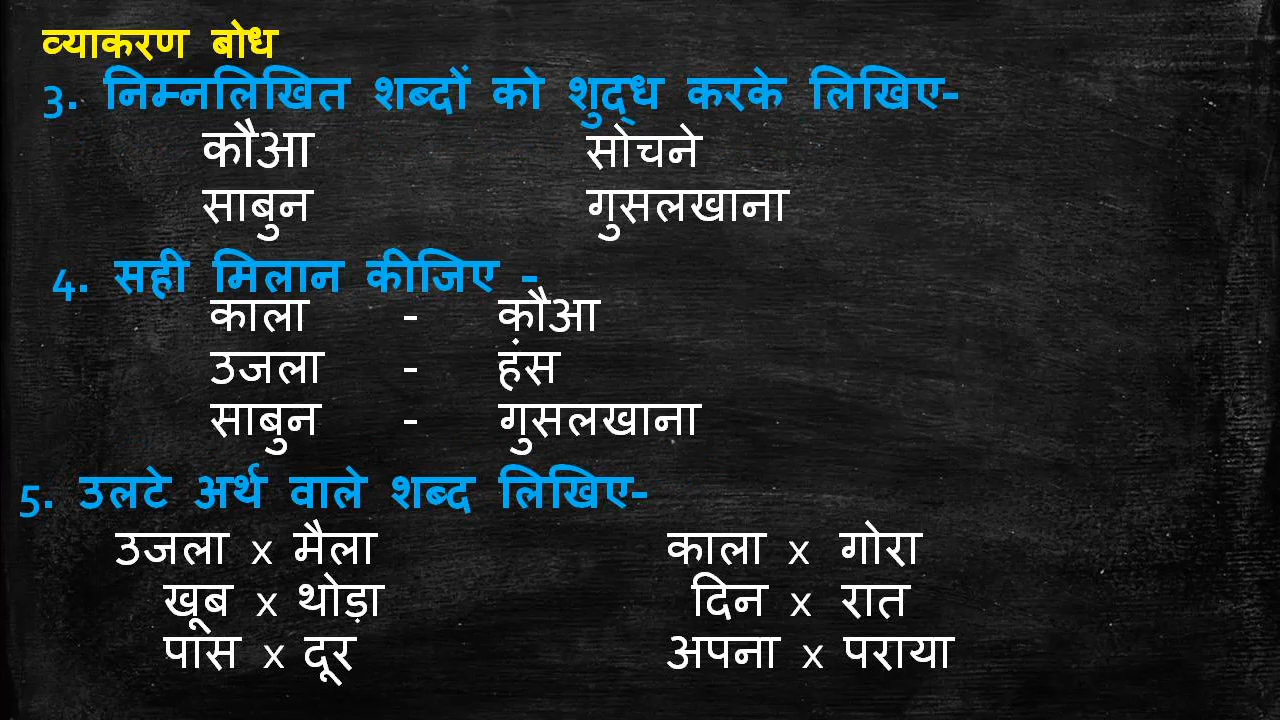 व्याकरण बोध
3. निम्नलिखित शब्दों को शुद्ध करके लिखिए-
कौआ सोचने
साबुन गुसलखाना
4. सही मिलान कीजिए -
काला - कौआ
उजला - हंस
साबुन - गुसलखाना
5. उलटे अर्थ वाले शब्द लिखिए-
उजला x मैला काला x गोरा
खूब x थोड़ा दिन x रात
पास x दूर अपना x पराया